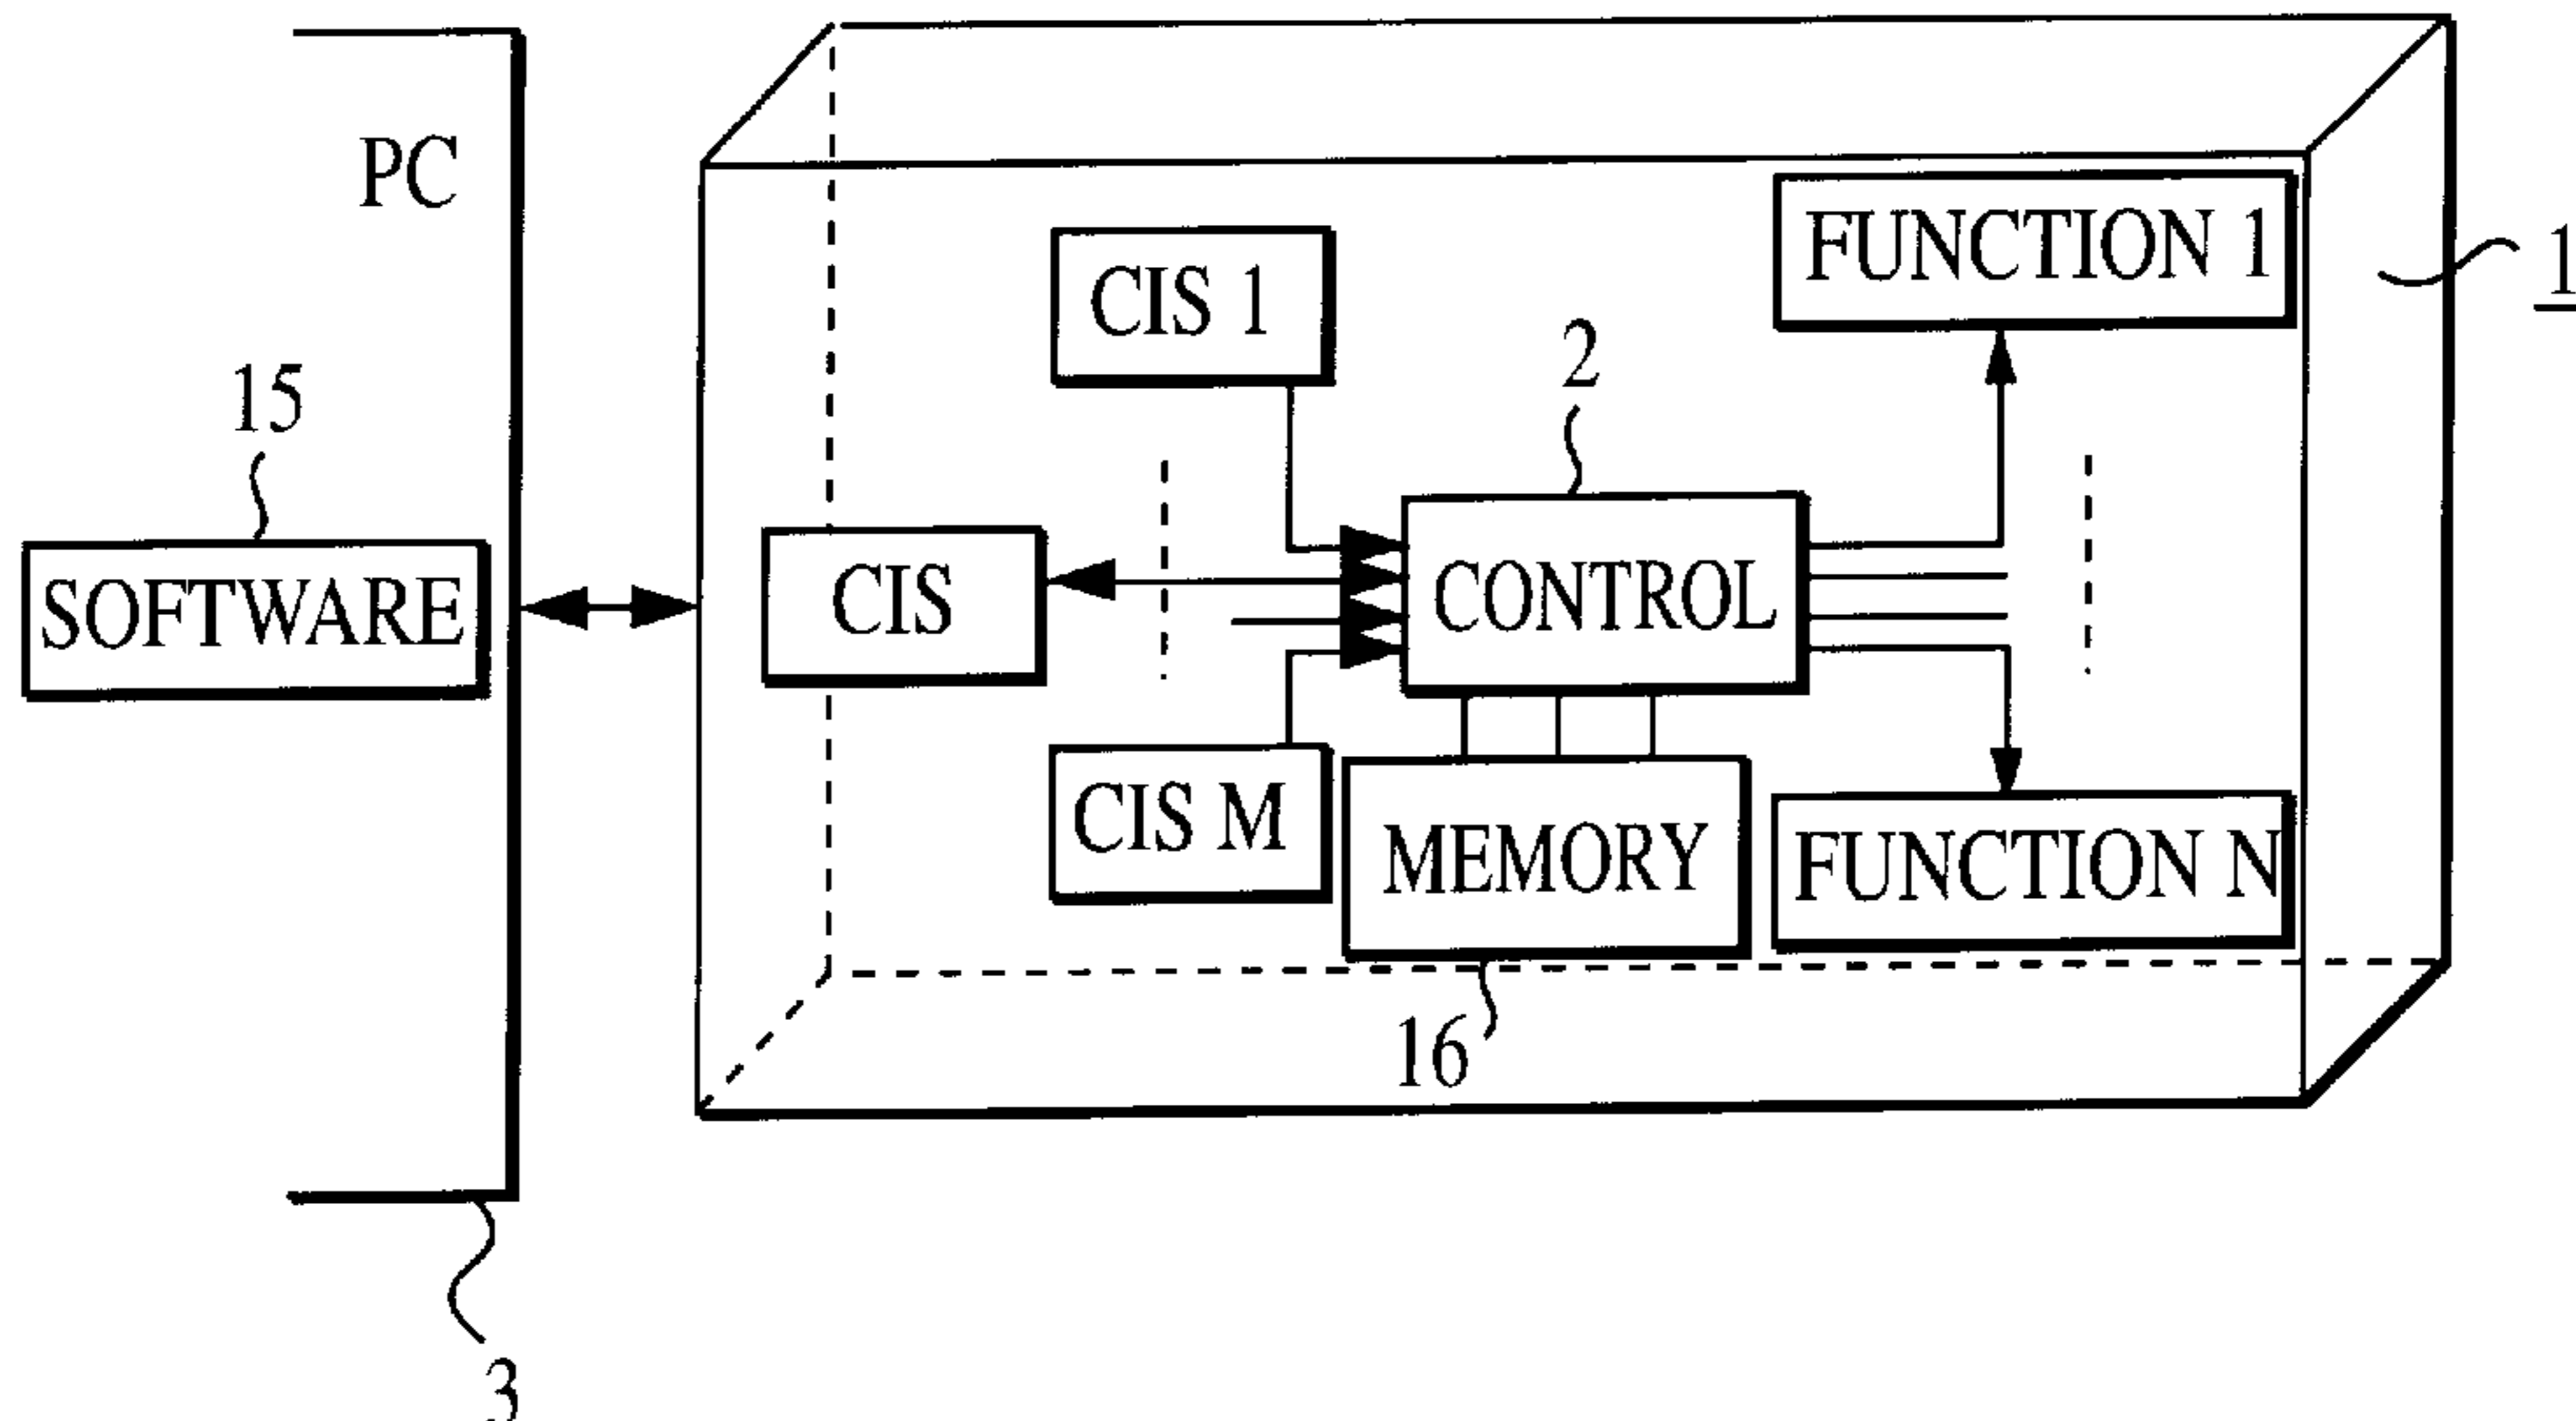 PC
FUNCTION 1
1
CIS 1
2
15
SOFTWARE
CIS
CONTROL
CIS M
MEMORY
FUNCTION N
16
3